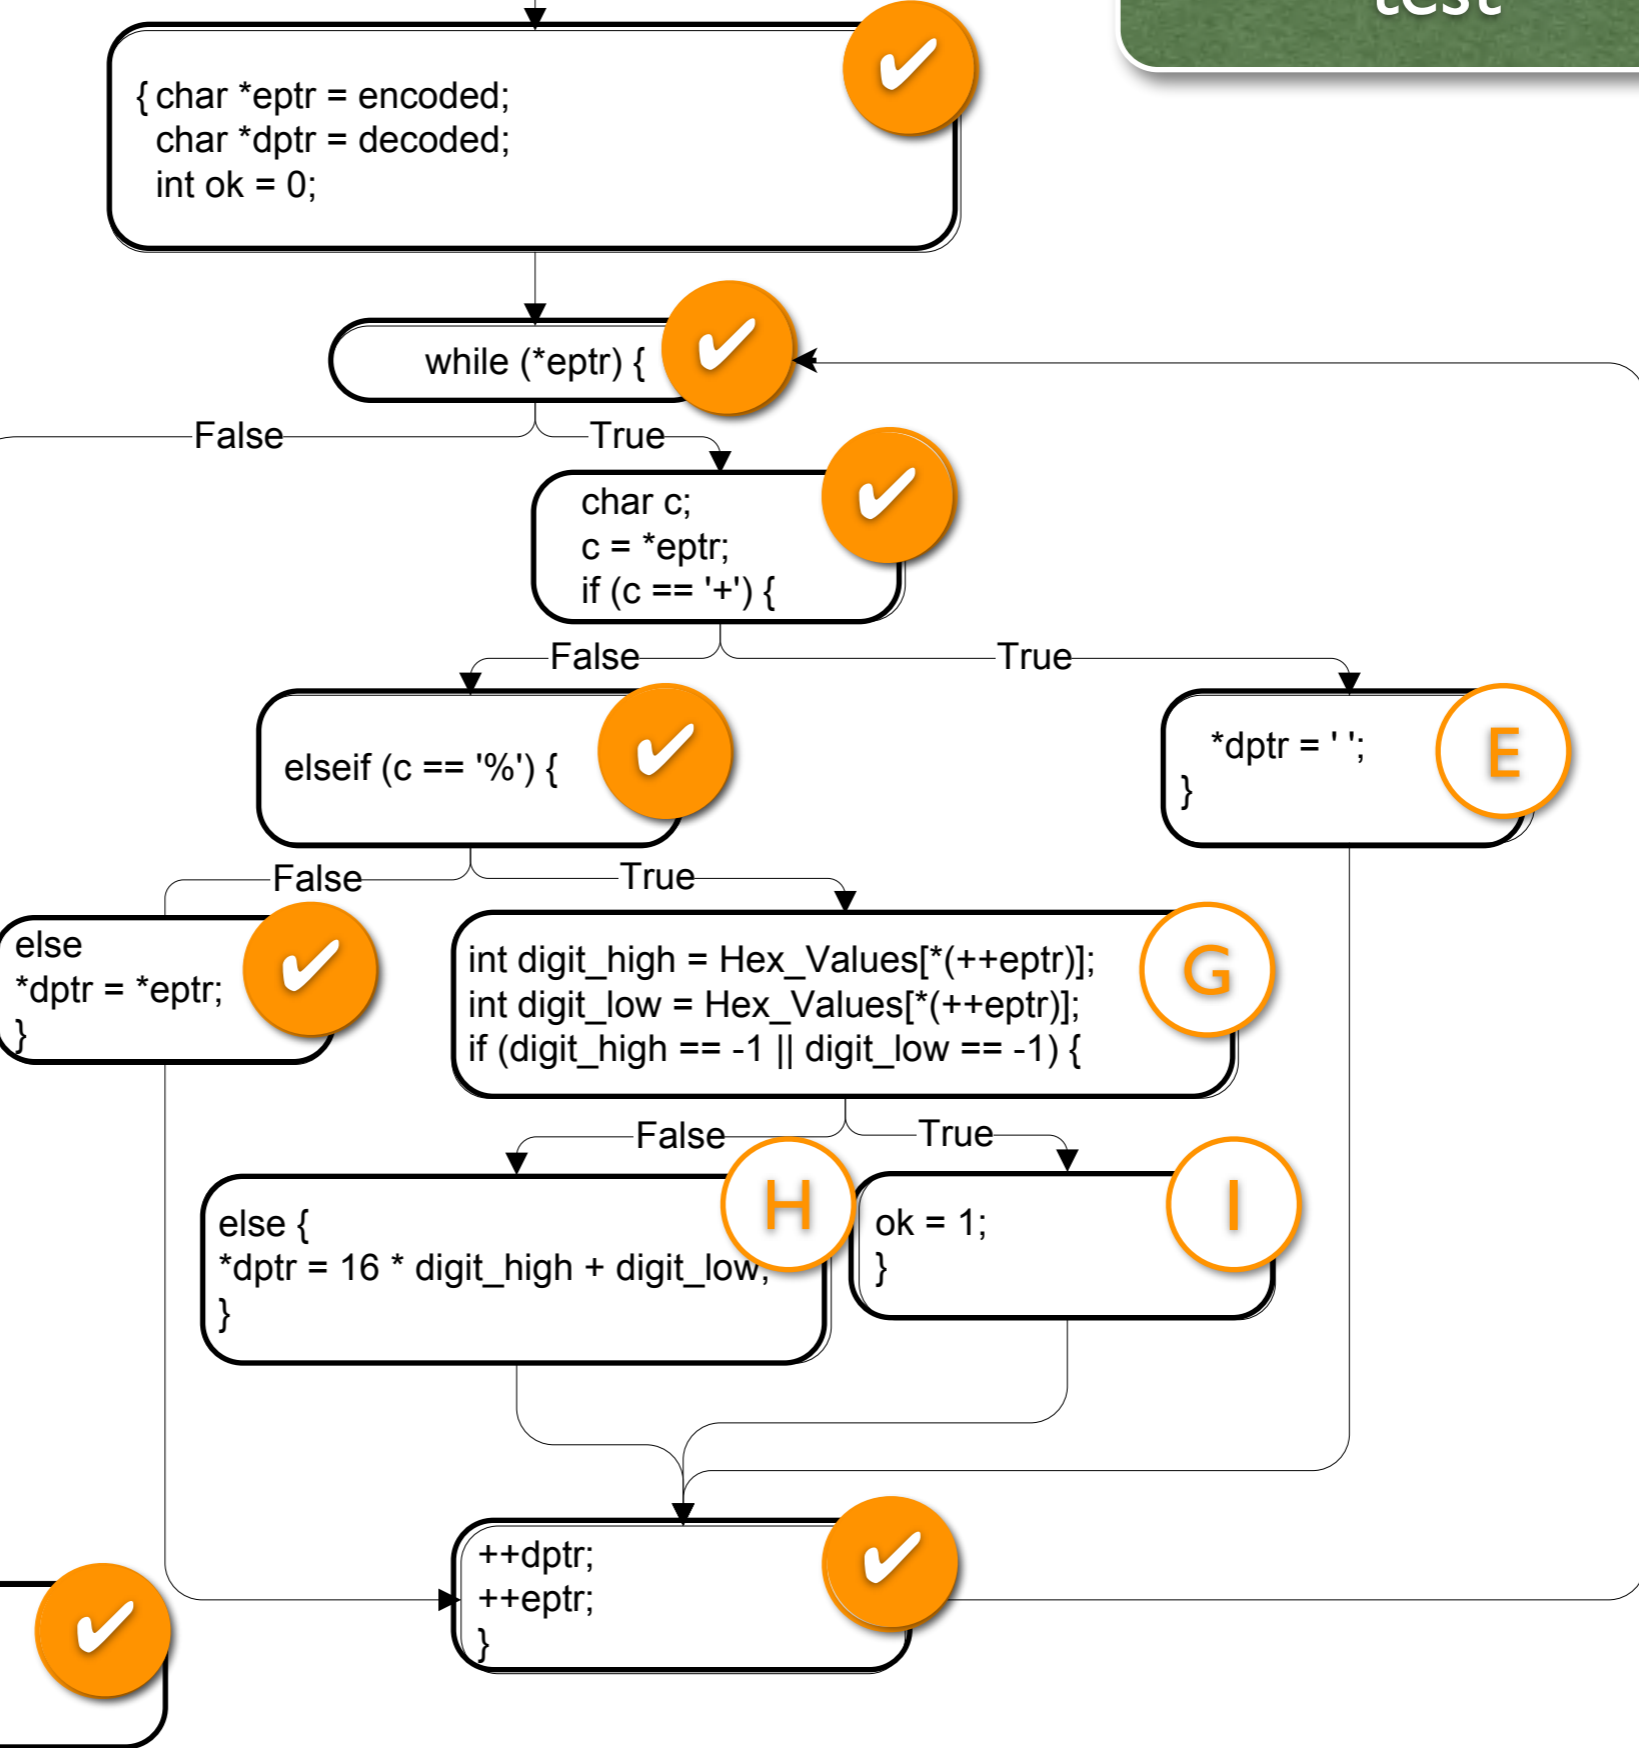 test
{ char *eptr = encoded;
char *dptr = decoded;
int ok = 0;
while (*eptr) {
False
True
char c;
c = *eptr;
if (c == '+') {
False
True
elseif (c == '%') {
*dptr = ' ';
}
E
False
True
else
*dptr = *eptr;
}
int digit_high = Hex_Values[*(++eptr)];
int digit_low = Hex_Values[*(++eptr)];
if (digit_high == -1 || digit_low == -1) {
G
False
True
else {
*dptr = 16 * digit_high + digit_low;
}
H
ok = 1;
}
I
++dptr;
++eptr;
}